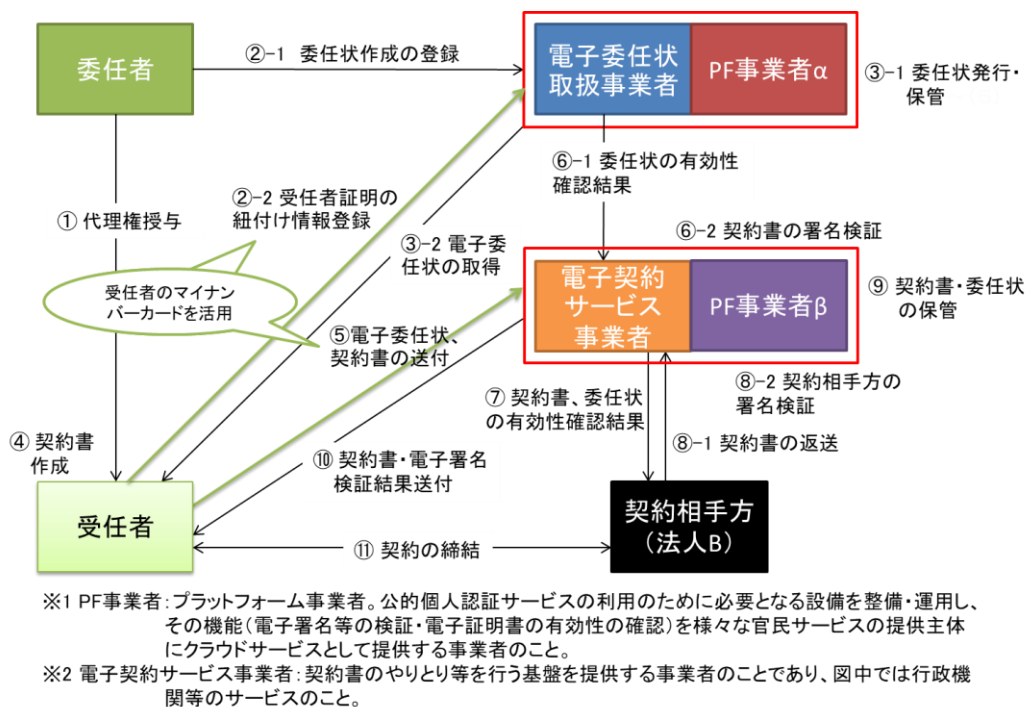 委任者
②-1 委任状作成の登録
電子委任状
取扱事業者
PF事業者α
③-1 委任状発行・
保管
⑥-1 委任状の有効性
確認結果
②-2 受任者証明の
紐付け情報登録
① 代理権授与
③-2 電子委
任状の取得
⑥-2 契約書の署名検証
受任者のマイナン
バーカードを活用
電子契約
サービス
事業者
PF事業者β
⑨ 契約書・委任状
の保管
⑤電子委任状、
契約書の送付
⑦ 契約書、委任状
の有効性確認結果
⑧-2 契約相手方の
署名検証
⑧-1 契約書の返送
④ 契約書
作成
⑩ 契約書・電子署名
検証結果送付
受任者
契約相手方
(法人B)
⑪ 契約の締結
※1 PF事業者:プラットフォーム事業者。公的個人認証サービスの利用のために必要となる設備を整備・運用し、
その機能(電子署名等の検証・電子証明書の有効性の確認)を様々な官民サービスの提供主体
にクラウドサービスとして提供する事業者のこと。
※2 電子契約サービス事業者:契約書のやりとり等を行う基盤を提供する事業者のことであり、図中では行政機
関等のサービスのこと。